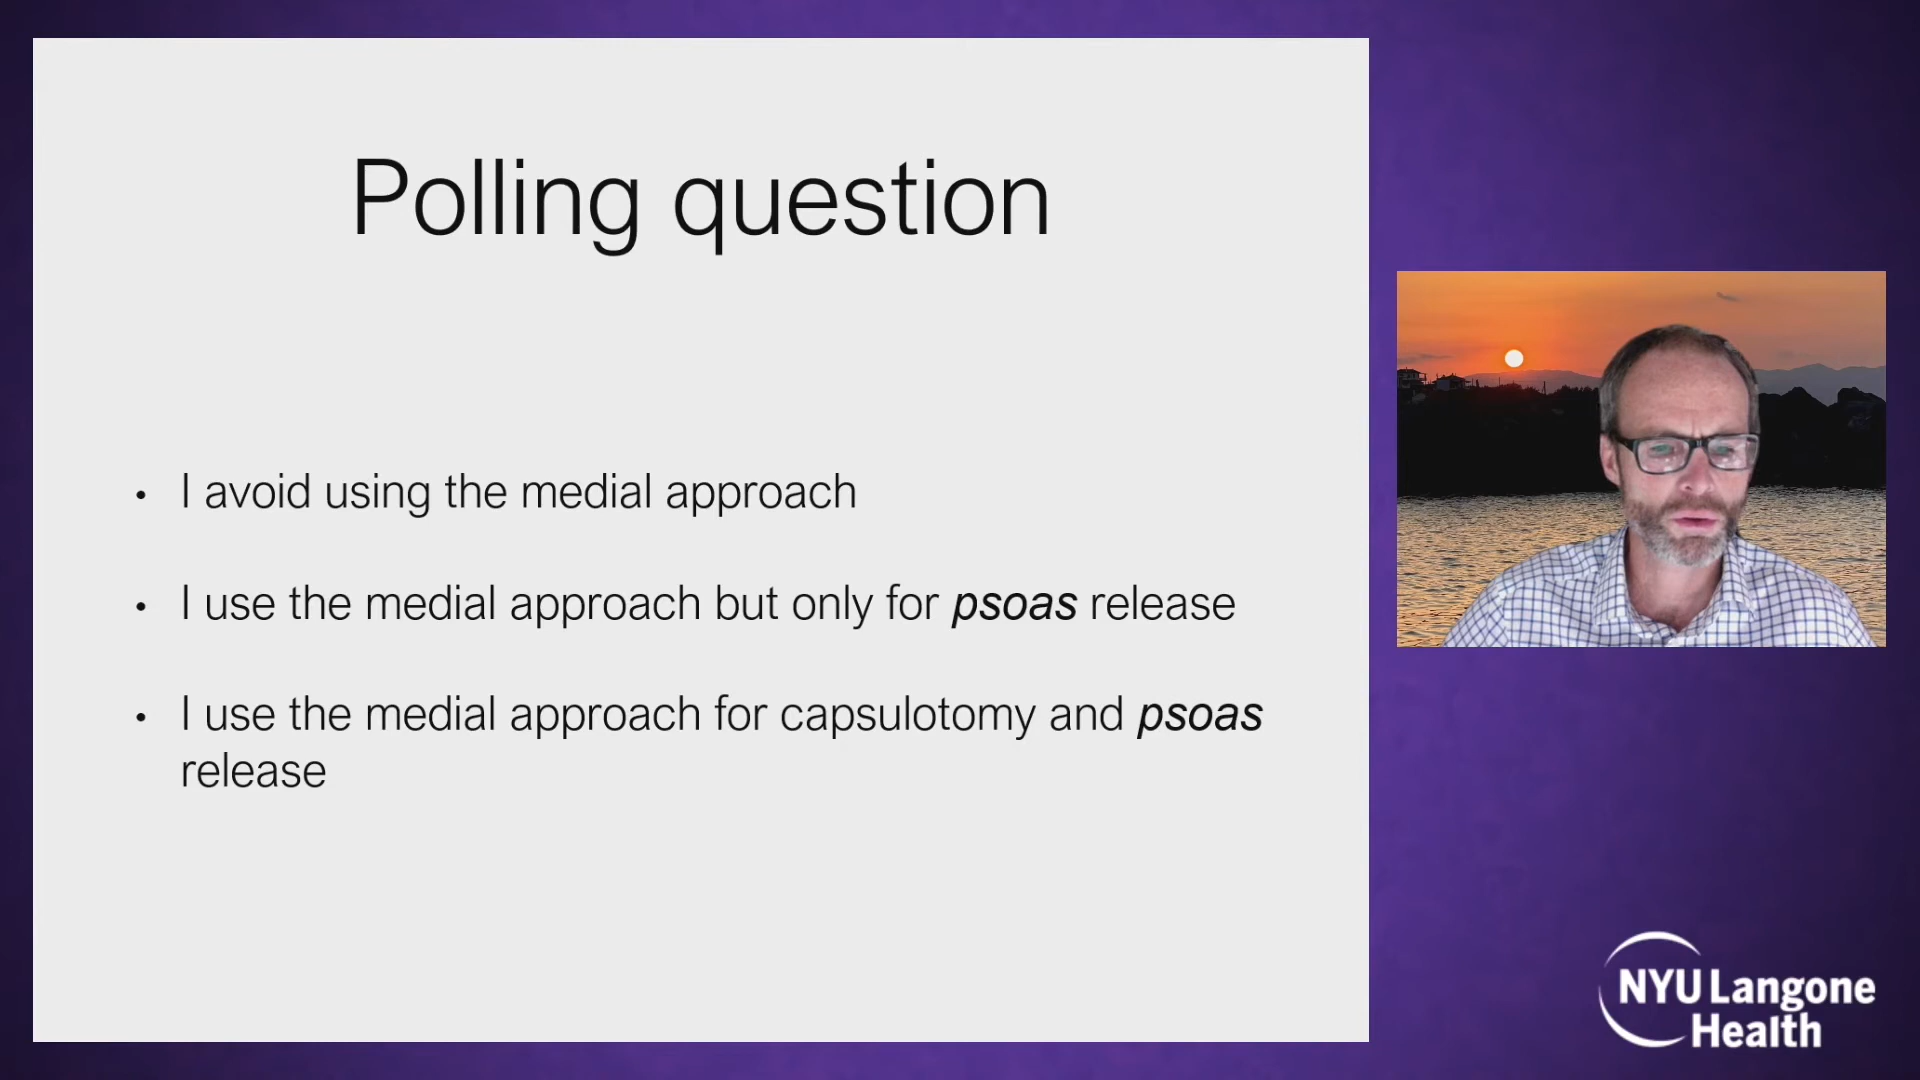 Polling question
• I avoid using the medial approach
• I use the medial approach but only for psoas release
• I use the medial approach for capsulotomy and psoas
release
NYU Langone
Health